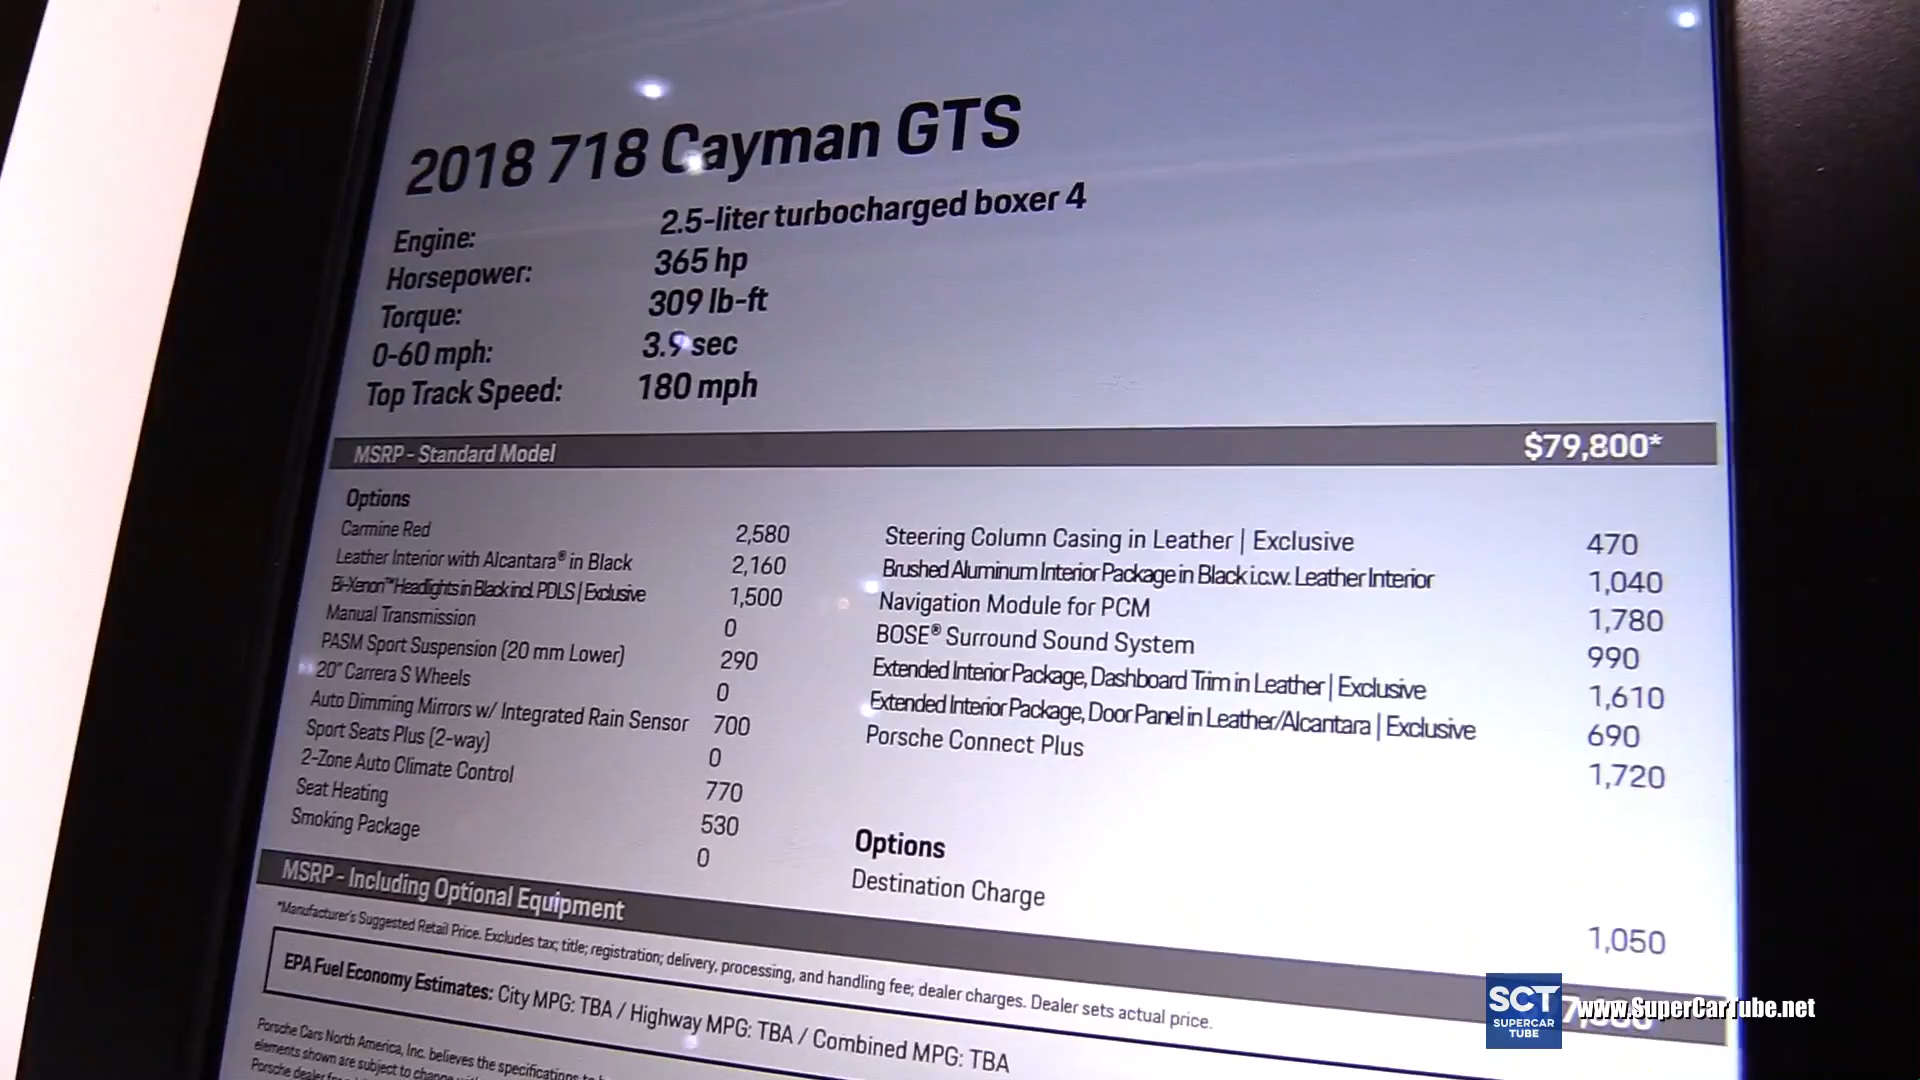 2018 718 Cayman GTS
Engine: 2.5-liter turbocharged boxer 4
Horsepower: 365 hp
Torque: 309 lb-ft
0-60 mph: 3.9 sec
Top Track Speed: 180 mph
MSRP - Standard Model $79,800*
Options
Carmine Red 2,580
Leather Interior with Alcantara® in Black 2,160
Bi-Xenon™ Headlights in Black incl. PDLS | Exclusive 1,500
Manual Transmission 0
PASM Sport Suspension (20 mm Lower) 290
20" Carrera S Wheels 0
Auto Dimming Mirrors w/ Integrated Rain Sensor 700
Sport Seats Plus (2-way) 0
2-Zone Auto Climate Control 770
Seat Heating 530
Smoking Package 0
Steering Column Casing in Leather | Exclusive 470
Brushed Aluminum Interior Package in Black i.c.w. Leather Interior 1,040
Navigation Module for PCM 1,780
BOSE® Surround Sound System 990
Extended Interior Package, Dashboard Trim in Leather | Exclusive 1,610
Extended Interior Package, Door Panel in Leather/Alcantara | Exclusive 690
Porsche Connect Plus 1,720
Options
Destination Charge 1,050
MSRP - Including Optional Equipment
*Manufacturer's Suggested Retail Price. Excludes tax; title; registration; delivery, processing, and handling fee; dealer charges. Dealer sets actual price.
EPA Fuel Economy Estimates: City MPG: TBA / Highway MPG: TBA / Combined MPG: TBA
Porsche Cars North America, Inc. believes the specifications to
elements shown are subject to change
Porsche dealer for
SCT
SUPERCAR
TUBE
www.SuperCarTube.net